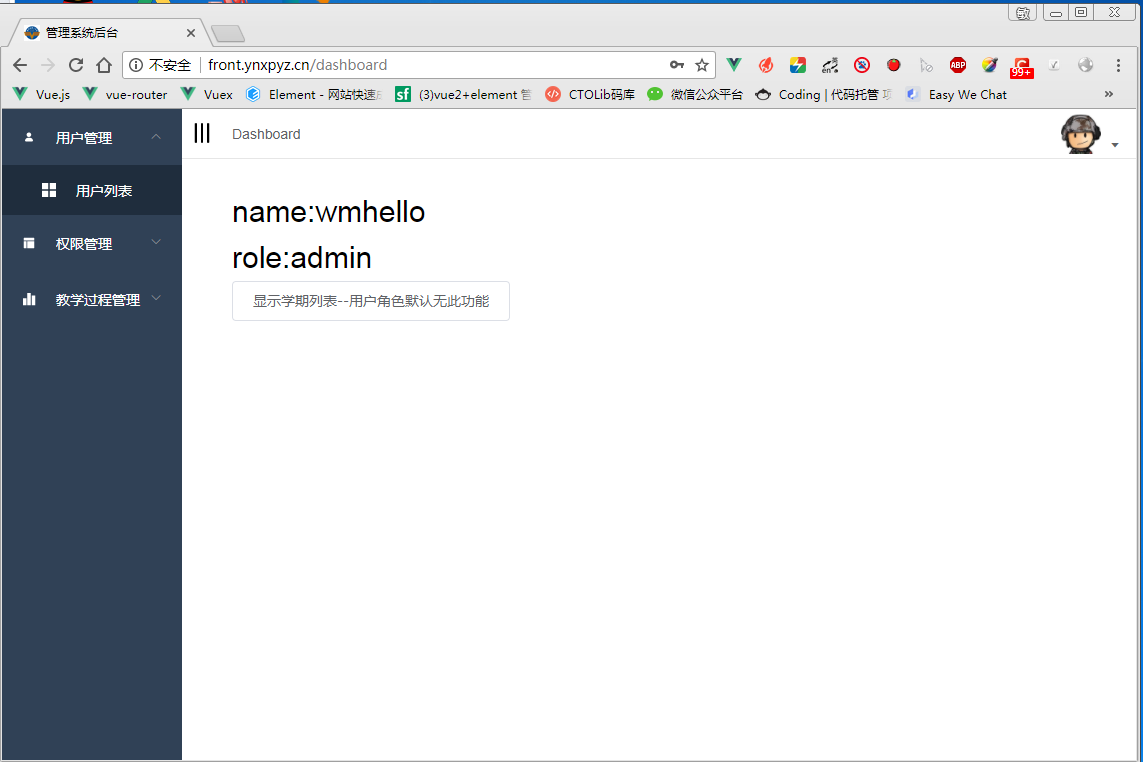 敏
管理系统后台
不安全 front.ynxpyz.cn/dashboard
ABP
99+
Vue.js vue-router Vuex Element - 网站快速 sf (3)vue2+element 管 CTOLib码库 微信公众平台 Coding | 代码托管 Easy We Chat »
用户管理
Dashboard
用户列表
name:wmhello
权限管理
role:admin
教学过程管理
显示学期列表--用户角色默认无此功能